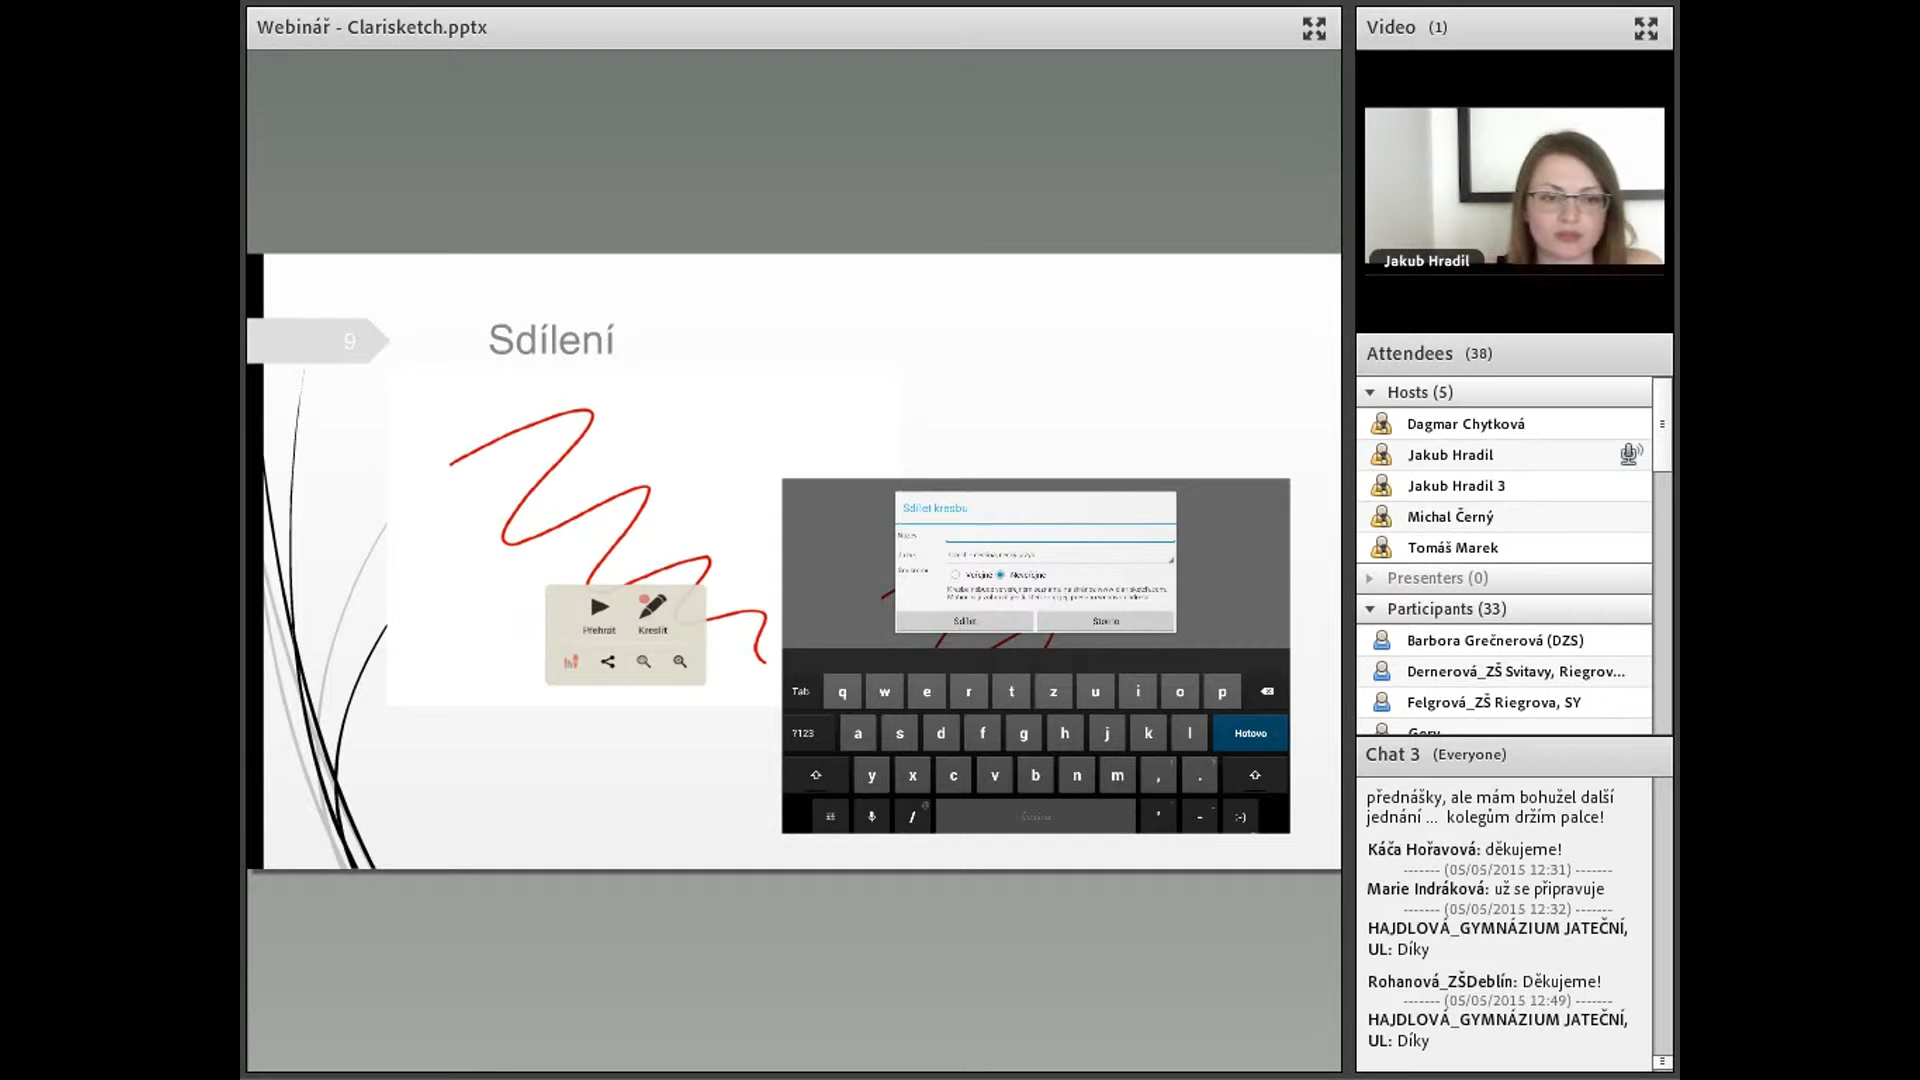 Webinář - Clarisketch.pptx
9
Sdílení
Přehrát Kreslit
Sdílet kresbu
Název
Veřejné Neveřejné
Sdílet Storno
Tab q w e r t z u i o p
?123 a s d f g h j k l Hotovo
y x c v b n m , .
/ ' - :-)
Video (1)
Jakub Hradil
Attendees (38)
Hosts (5)
Dagmar Chytková
Jakub Hradil
Jakub Hradil 3
Michal Černý
Tomáš Marek
Presenters (0)
Participants (33)
Barbora Grečnerová (DZS)
Dernerová_ZŠ Svitavy, Riegrov...
Felgrová_ZŠ Riegrova, SY
Chat 3 (Everyone)
přednášky, ale mám bohužel další
jednání ... kolegům držím palce!
Káča Hořavová: děkujeme!
------- (05/05/2015 12:31) -------
Marie Indráková: už se připravuje
------- (05/05/2015 12:32) -------
HAJDLOVÁ_GYMNÁZIUM JATEČNÍ,
UL: Díky
Rohanová_ZŠDeblín: Děkujeme!
------- (05/05/2015 12:49) -------
HAJDLOVÁ_GYMNÁZIUM JATEČNÍ,
UL: Díky